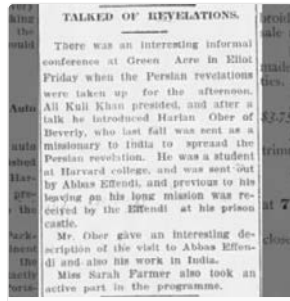 TALKED OF REVELATIONS.
There was an interesting informal
conference at Green Acre in Eliot
Friday when the Persian revelations
were taken up for the afternoon.
Ali Kuli Khan presided, and after a
talk he introduced Harlan Ober of
Beverly, who last fall was sent as a
missionary to India to spread the
Persian revelation. He was a student
at Harvard college, and was sent out
by Abbas Effendi, and previous to his
leaving on his long mission was re-
ceived by the Effendi at his prison
castle.
Mr. Ober gave an interesting de-
scription of the visit to Abbas Effen-
di and also his work in India.
Miss Sarah Farmer also took an
active part in the programme.